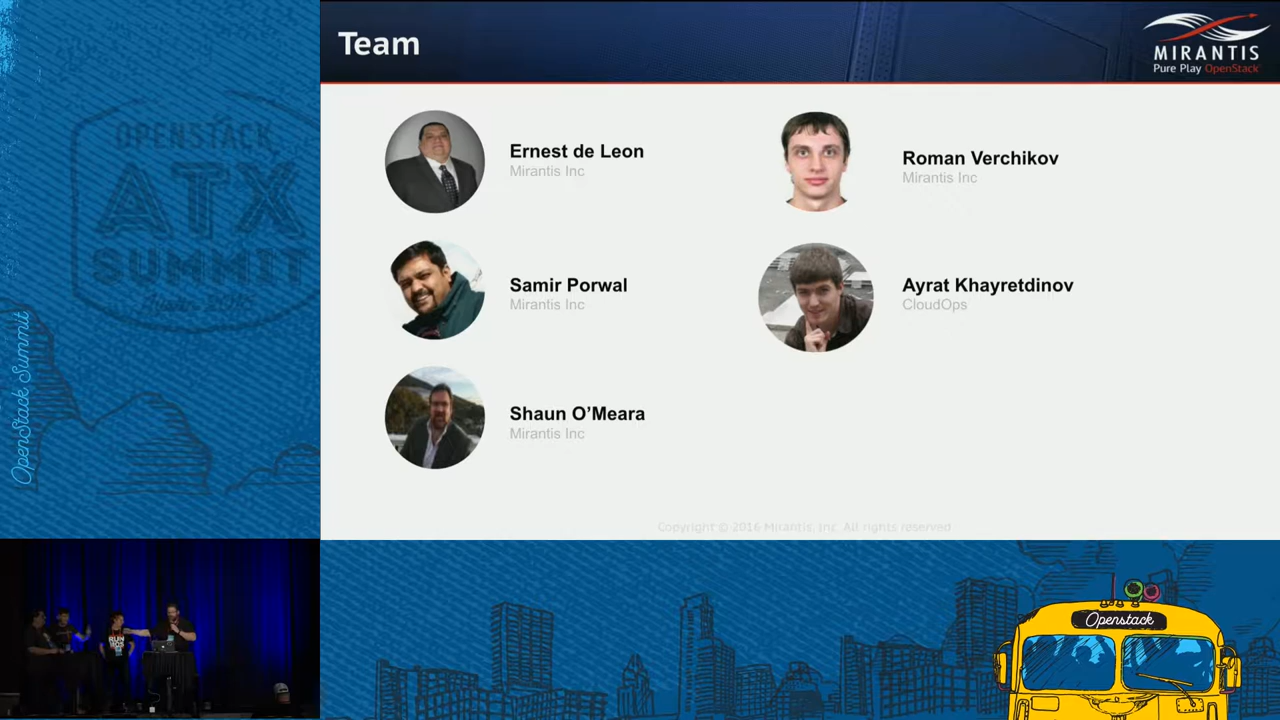 Team
MIRANTIS
Pure Play OpenStack
Ernest de Leon
Mirantis Inc
Roman Verchikov
Mirantis Inc
Samir Porwal
Mirantis Inc
Ayrat Khayretdinov
CloudOps
Shaun O’Meara
Mirantis Inc
Copyright © 2016 Mirantis, Inc. All rights reserved
OPENSTACK
ATX
SUMMIT
OpenStack Summit
Openstack